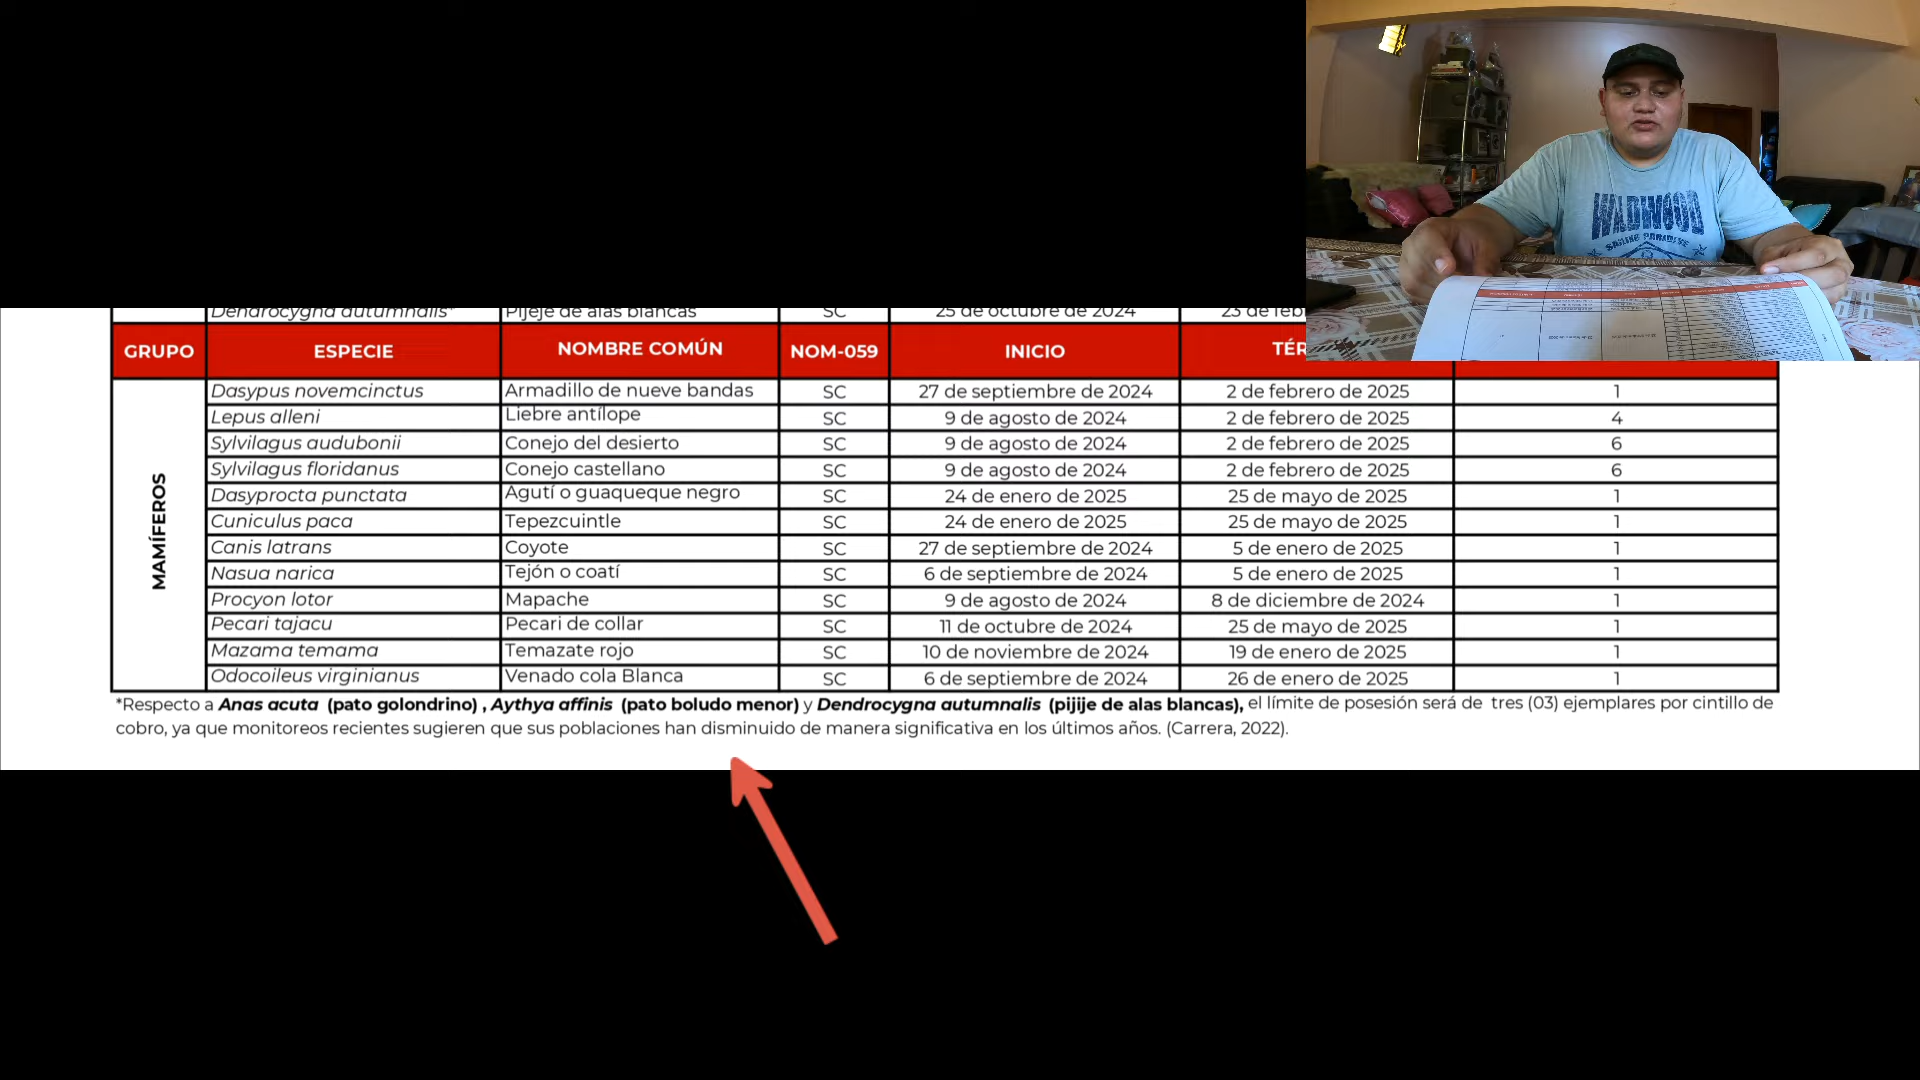 WADWOOD
SAILING PARADISE
Dendrocygna autumnalis* Pijeje de alas blancas SC 25 de octubre de 2024 23 de feb
GRUPO ESPECIE NOMBRE COMÚN NOM-059 INICIO TÉR
MAMÍFEROS
Dasypus novemcinctus Armadillo de nueve bandas SC 27 de septiembre de 2024 2 de febrero de 2025 1
Lepus alleni Liebre antílope SC 9 de agosto de 2024 2 de febrero de 2025 4
Sylvilagus audubonii Conejo del desierto SC 9 de agosto de 2024 2 de febrero de 2025 6
Sylvilagus floridanus Conejo castellano SC 9 de agosto de 2024 2 de febrero de 2025 6
Dasyprocta punctata Agutí o guaqueque negro SC 24 de enero de 2025 25 de mayo de 2025 1
Cuniculus paca Tepezcuintle SC 24 de enero de 2025 25 de mayo de 2025 1
Canis latrans Coyote SC 27 de septiembre de 2024 5 de enero de 2025 1
Nasua narica Tejón o coatí SC 6 de septiembre de 2024 5 de enero de 2025 1
Procyon lotor Mapache SC 9 de agosto de 2024 8 de diciembre de 2024 1
Pecari tajacu Pecari de collar SC 11 de octubre de 2024 25 de mayo de 2025 1
Mazama temama Temazate rojo SC 10 de noviembre de 2024 19 de enero de 2025 1
Odocoileus virginianus Venado cola Blanca SC 6 de septiembre de 2024 26 de enero de 2025 1
*Respecto a Anas acuta (pato golondrino) , Aythya affinis (pato boludo menor) y Dendrocygna autumnalis (pijije de alas blancas), el límite de posesión será de tres (03) ejemplares por cintillo de
cobro, ya que monitoreos recientes sugieren que sus poblaciones han disminuido de manera significativa en los últimos años. (Carrera, 2022).